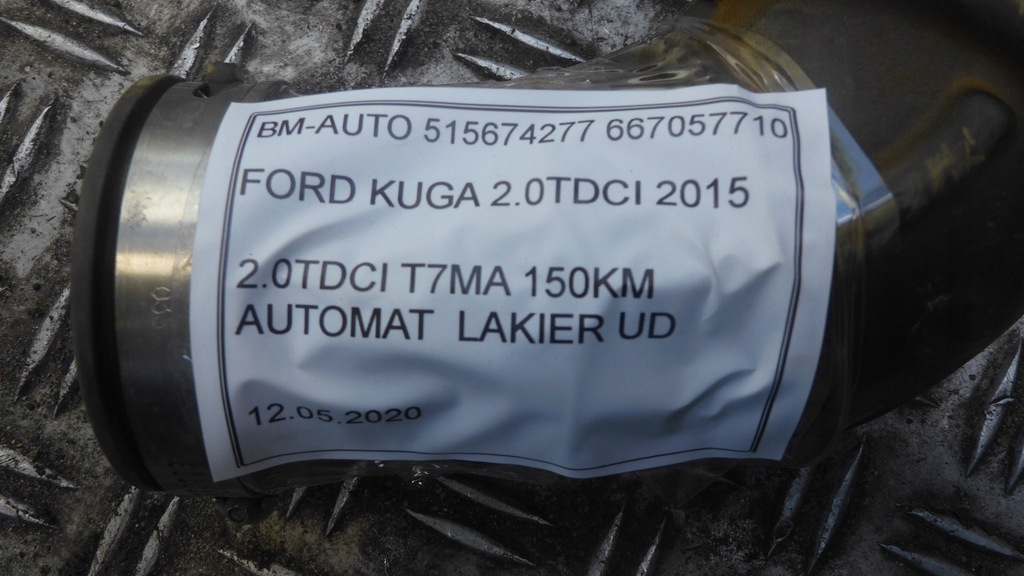 BM-AUTO 515674277 667057710
FORD KUGA 2.0TDCI 2015
2.0TDCI T7MA 150KM
AUTOMAT LAKIER UD
12.05.2020